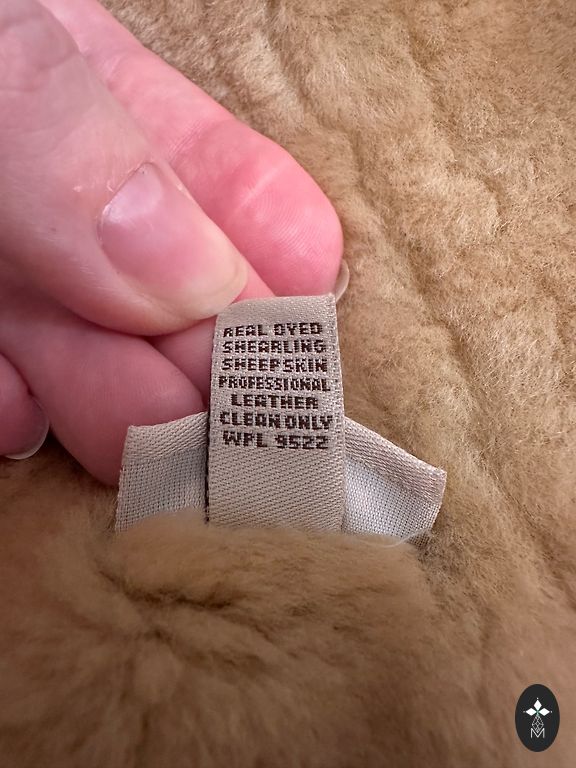 REAL DYED
SHEARLING
SHEEPSKIN
PROFESSIONAL
LEATHER
CLEAN ONLY
WPL 9522